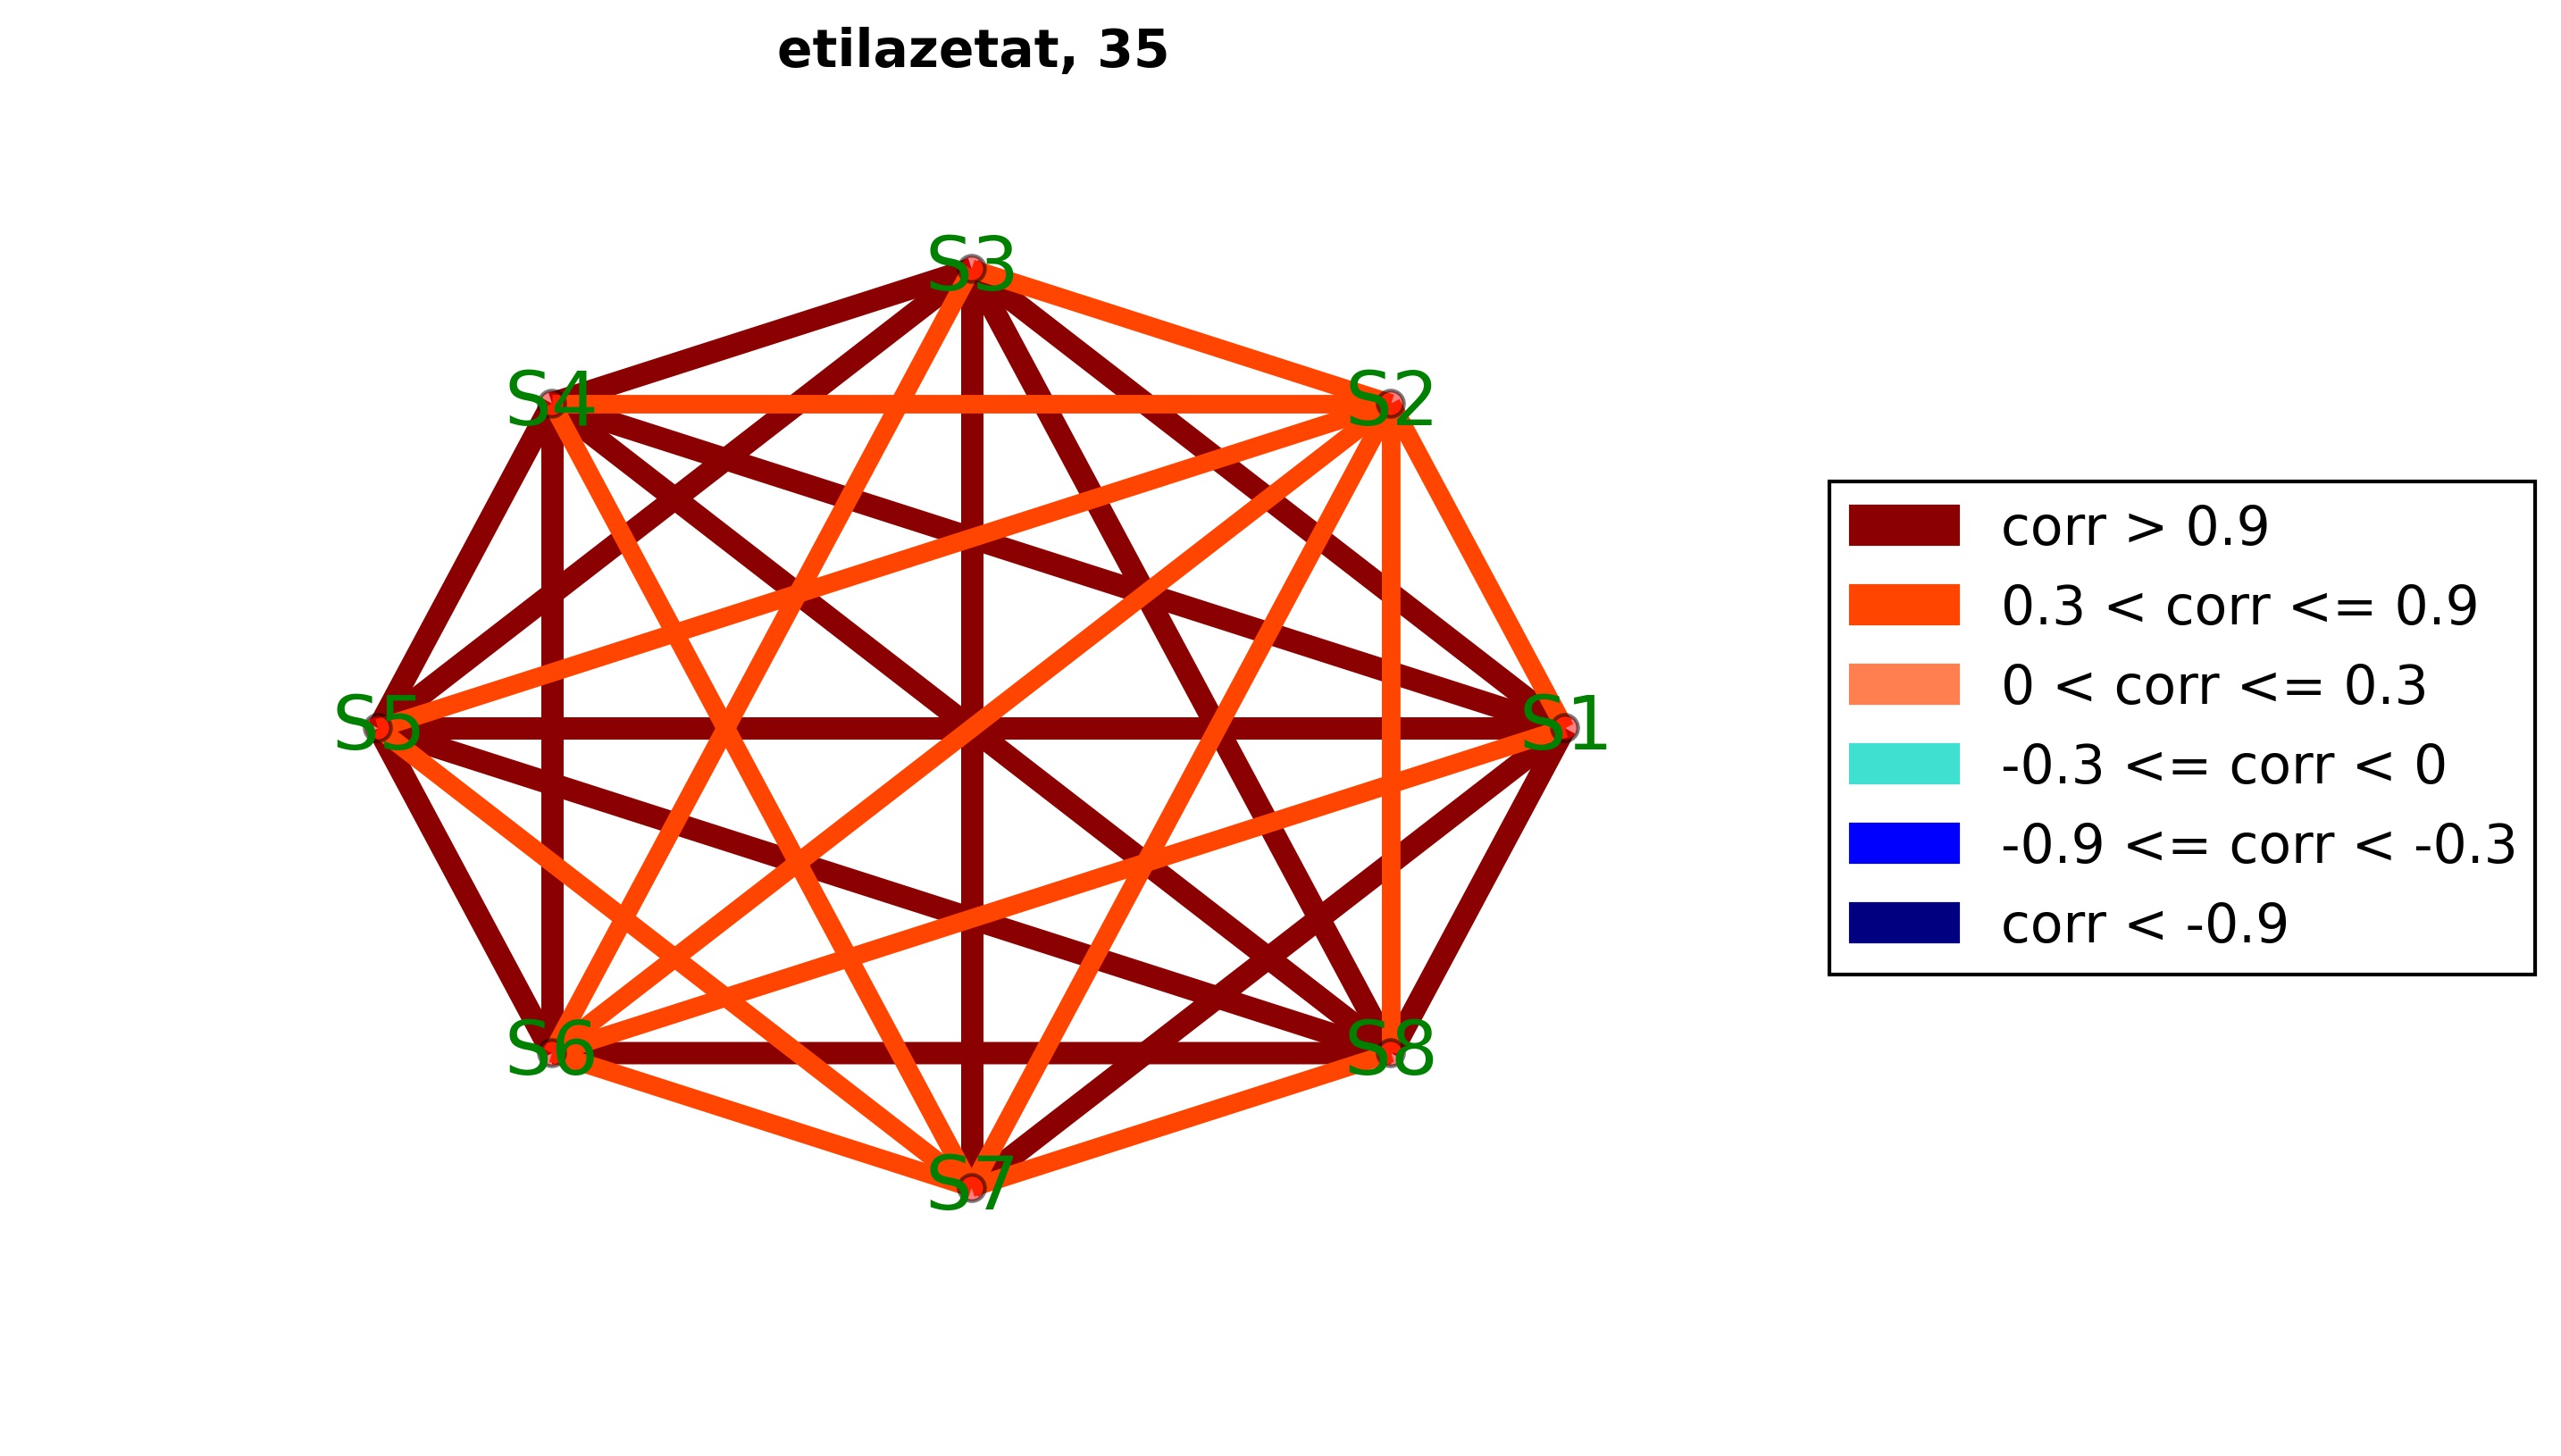 etilazetat, 35
S3
S4
S2
S5
S1
S6
S8
S7
corr > 0.9
0.3 < corr <= 0.9
0 < corr <= 0.3
-0.3 <= corr < 0
-0.9 <= corr < -0.3
corr < -0.9